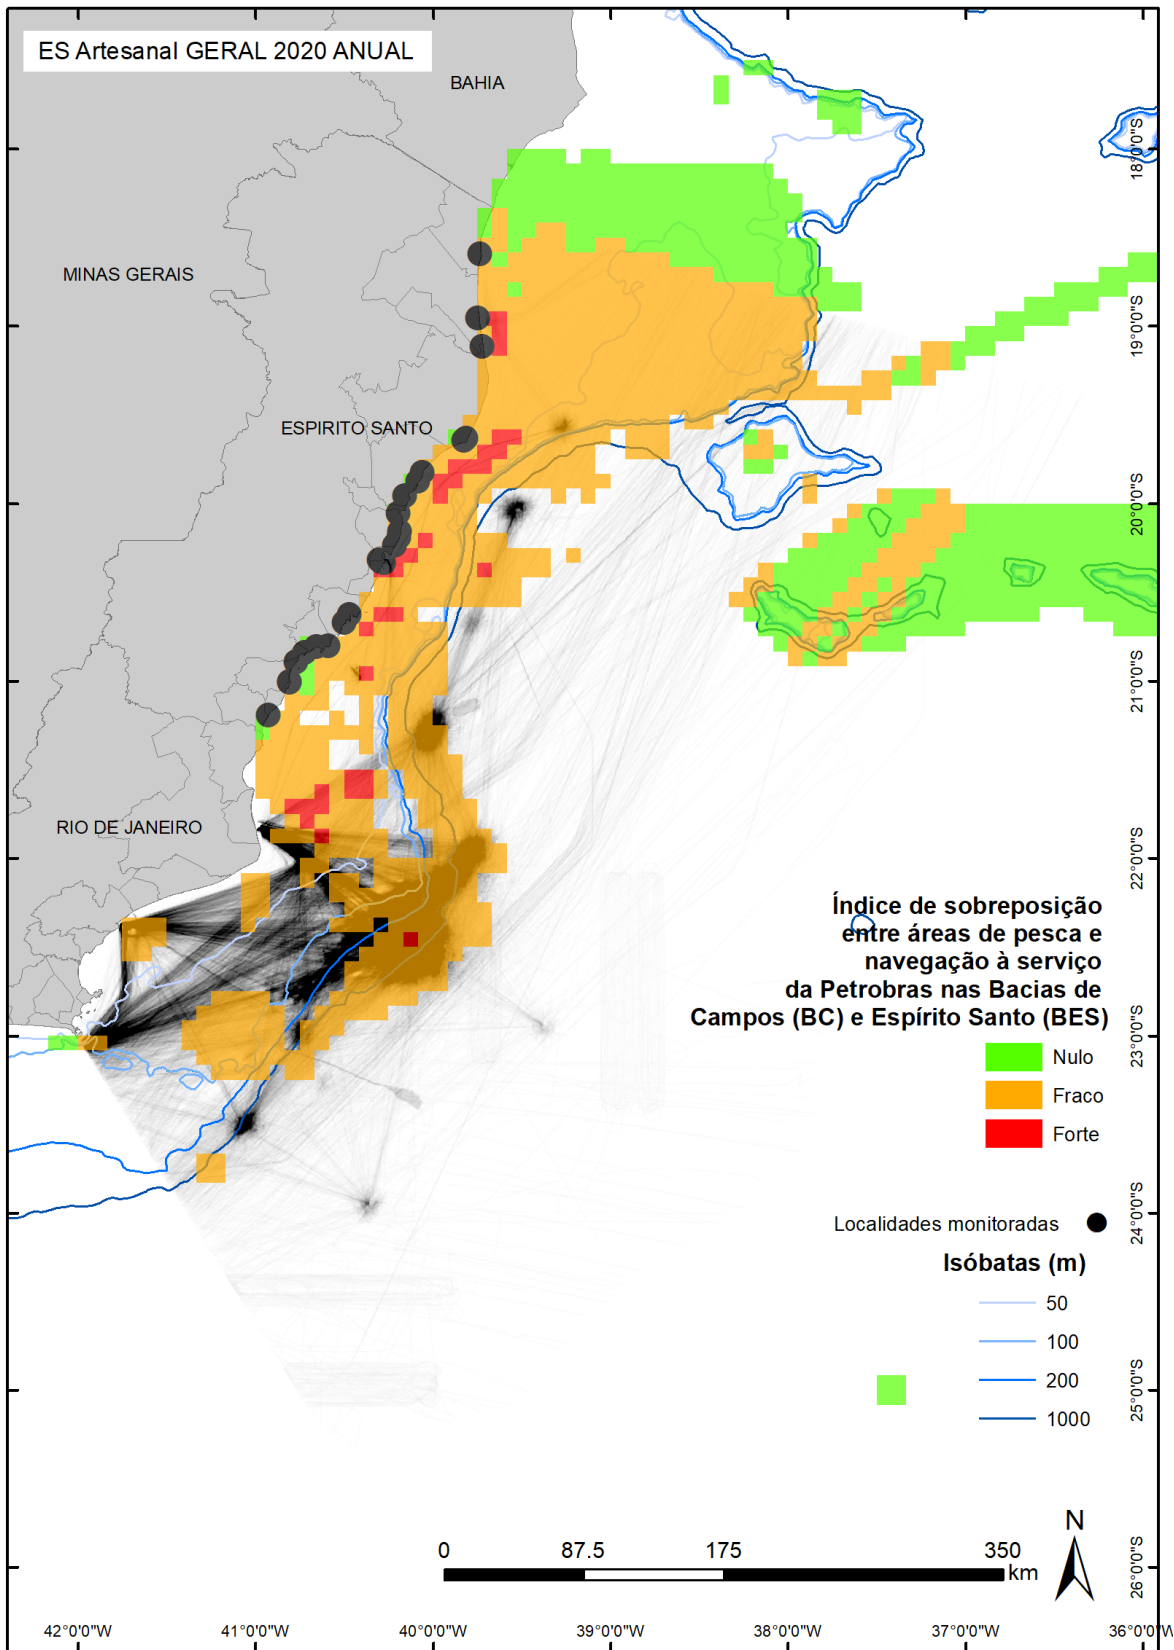 ES Artesanal GERAL 2020 ANUAL
BAHIA
MINAS GERAIS
ESPIRITO SANTO
RIO DE JANEIRO
18°0'0"S
19°0'0"S
20°0'0"S
21°0'0"S
22°0'0"S
23°0'0"S
24°0'0"S
25°0'0"S
26°0'0"S
Índice de sobreposição
entre áreas de pesca e
navegação à serviço
da Petrobras nas Bacias de
Campos (BC) e Espírito Santo (BES)
Nulo
Fraco
Forte
Localidades monitoradas
Isóbatas (m)
50
100
200
1000
N
0 87.5 175 350
km
42°0'0"W 41°0'0"W 40°0'0"W 39°0'0"W 38°0'0"W 37°0'0"W 36°0'0"W